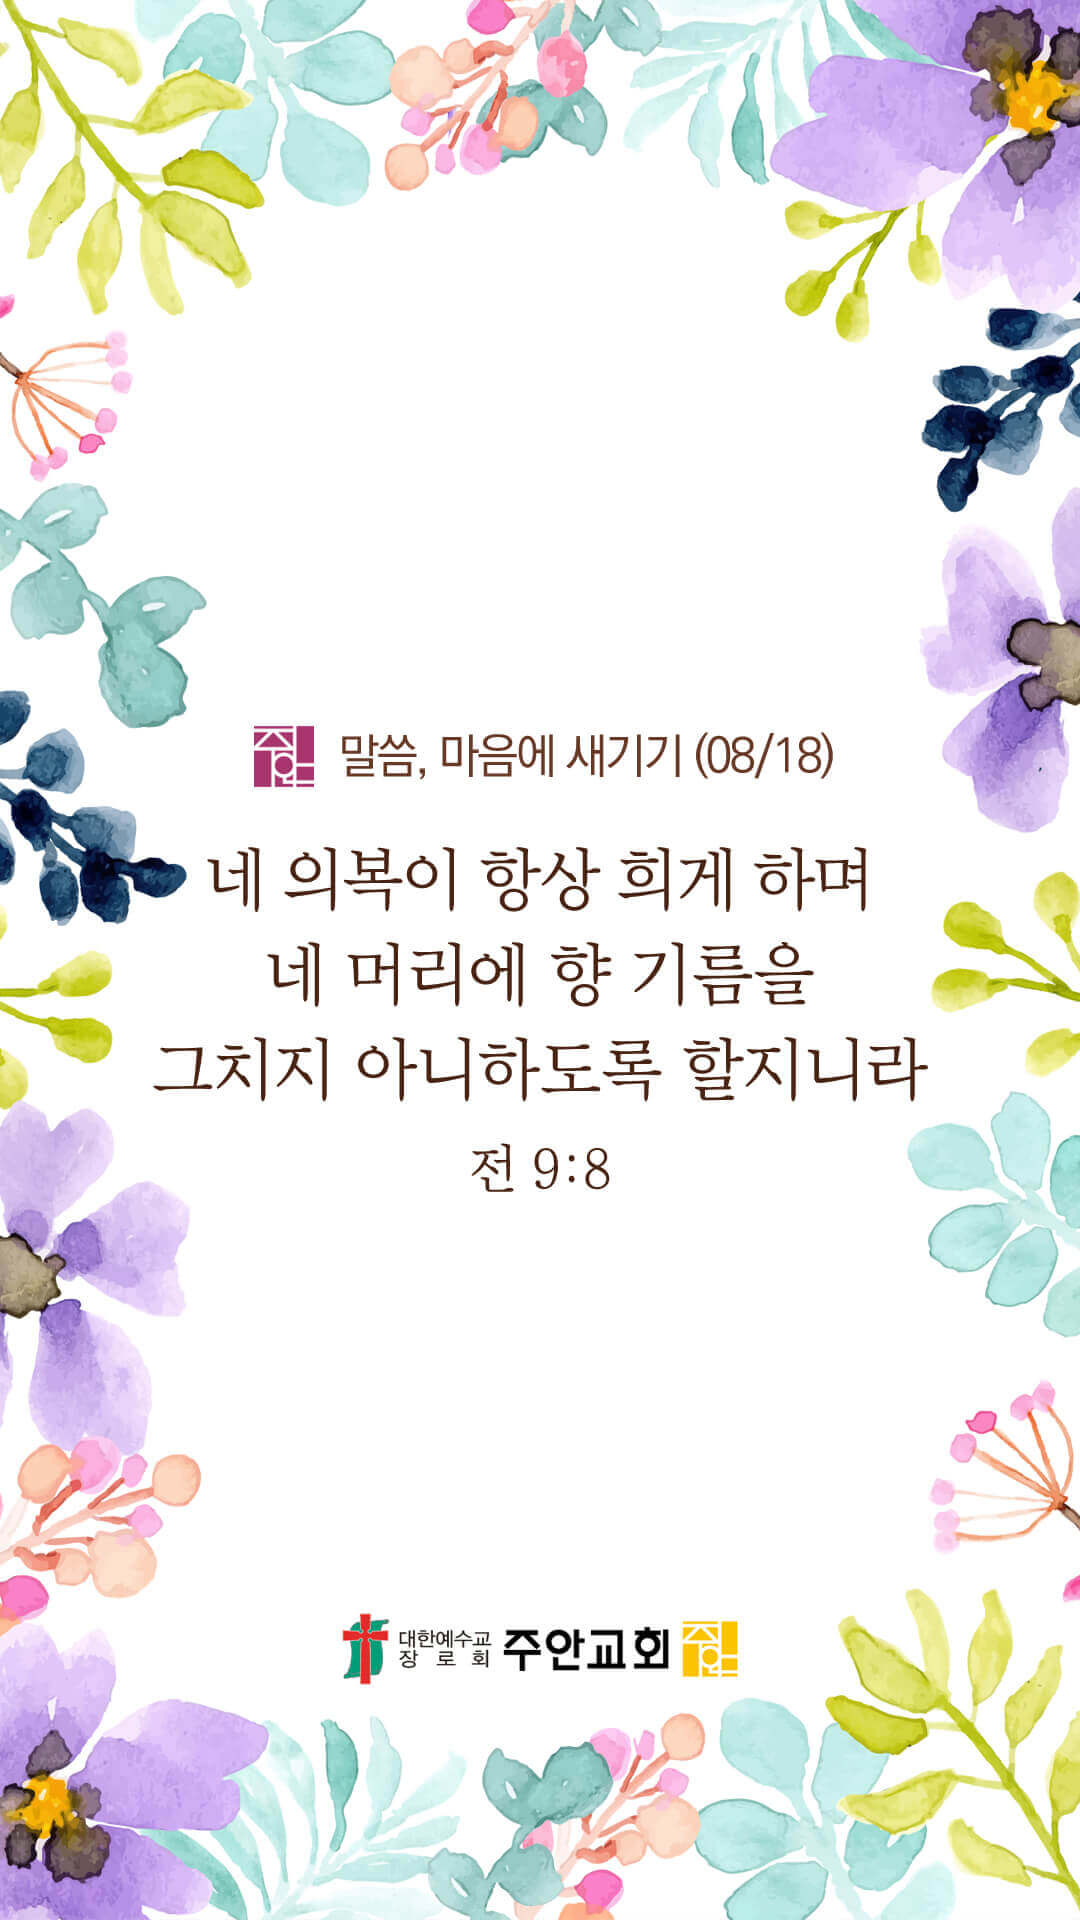 말씀, 마음에 새기기 (08/18)
네 의복이 항상 희게 하며
네 머리에 향 기름을
그치지 아니하도록 할지니라
전 9:8
대한예수교
장로회
주안교회